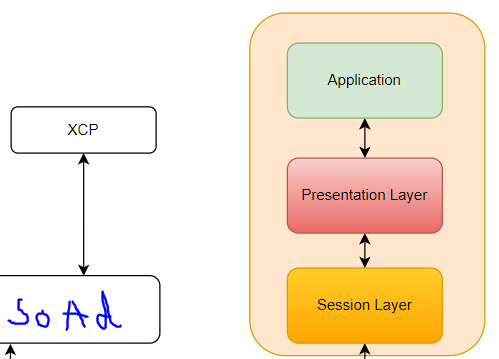 Application
XCP
Presentation Layer
SoAd
Session Layer